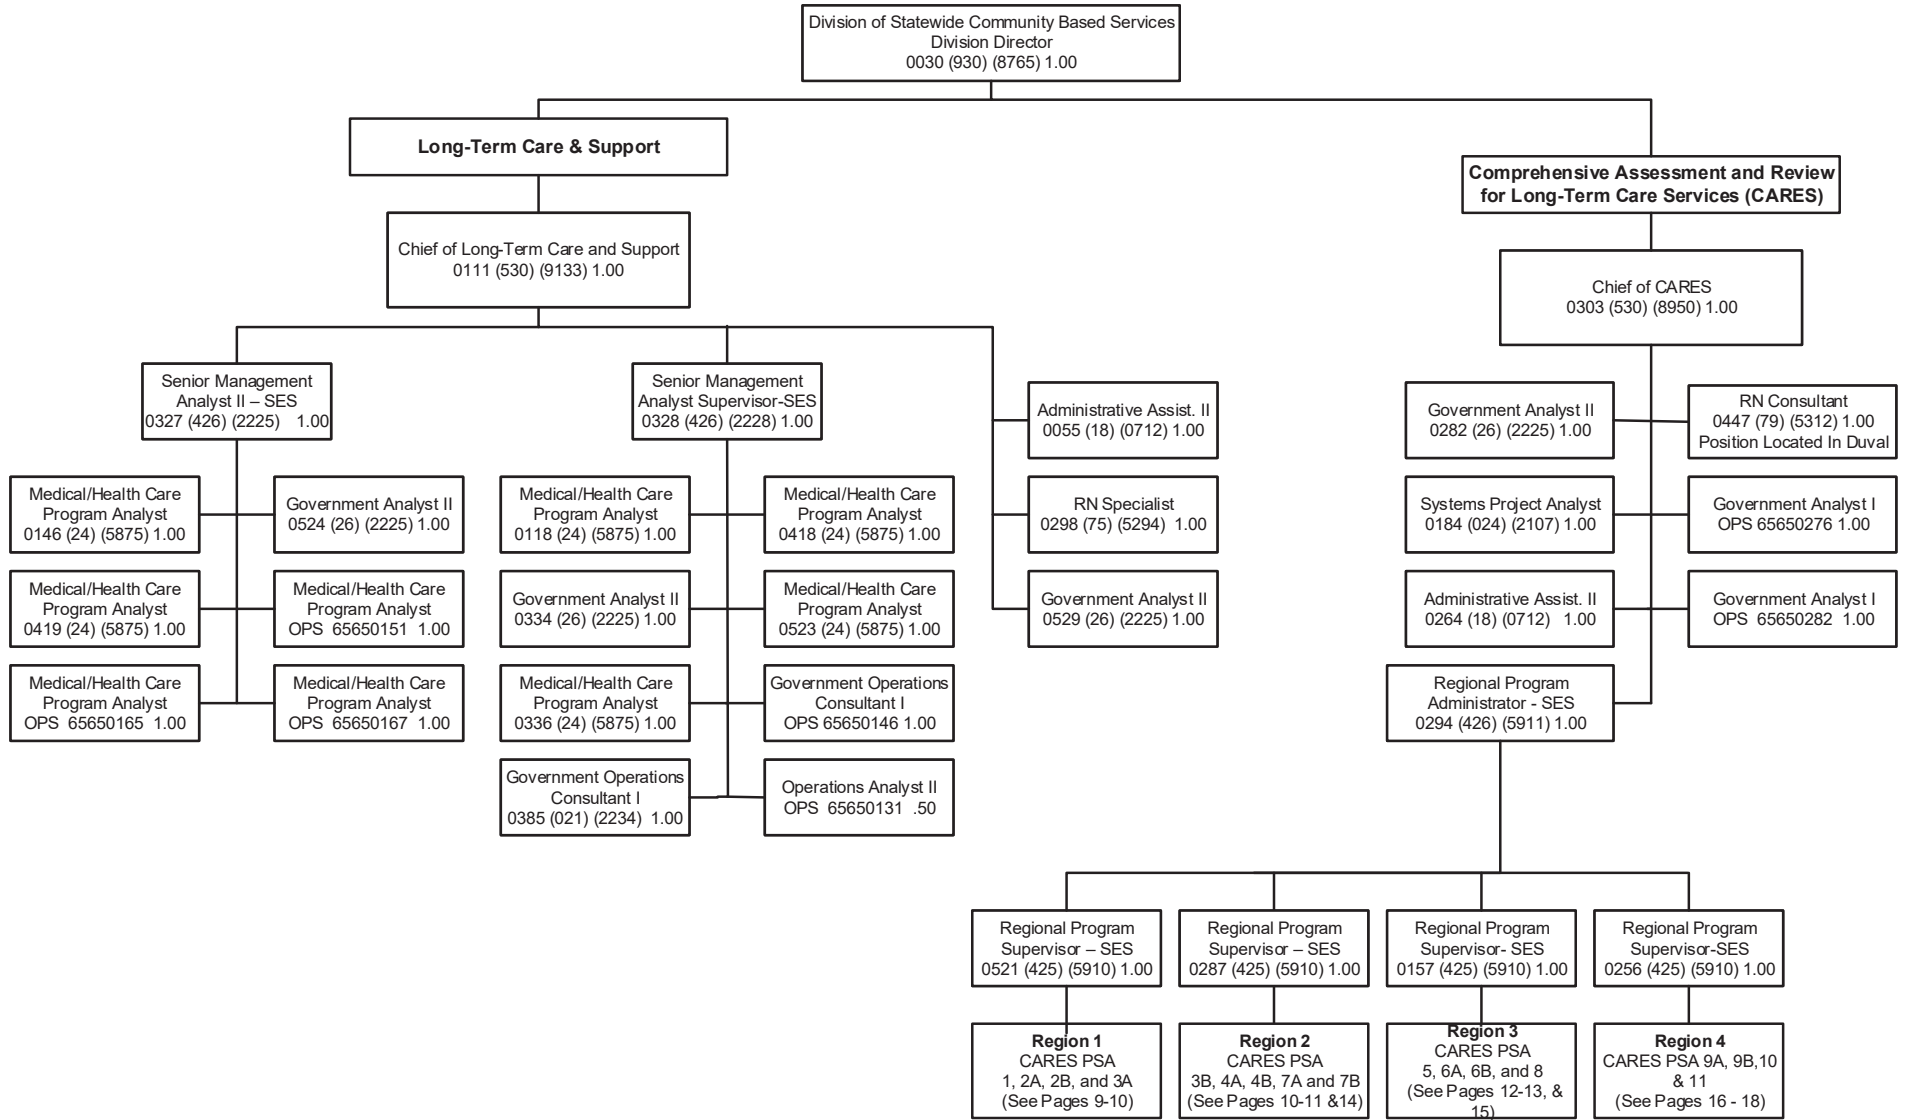 Division of Statewide Community Based Services
Division Director
0030 (930) (8765) 1.00
Long-Term Care & Support
Comprehensive Assessment and Review
for Long-Term Care Services (CARES)
Chief of Long-Term Care and Support
0111 (530) (9133) 1.00
Chief of CARES
0303 (530) (8950) 1.00
Senior Management
Analyst II – SES
0327 (426) (2225) 1.00
Medical/Health Care
Program Analyst
0146 (24) (5875) 1.00
Government Analyst II
0524 (26) (2225) 1.00
Medical/Health Care
Program Analyst
0419 (24) (5875) 1.00
Medical/Health Care
Program Analyst
OPS 65650151 1.00
Medical/Health Care
Program Analyst
OPS 65650165 1.00
Medical/Health Care
Program Analyst
OPS 65650167 1.00
Senior Management
Analyst Supervisor-SES
0328 (426) (2228) 1.00
Medical/Health Care
Program Analyst
0118 (24) (5875) 1.00
Medical/Health Care
Program Analyst
0418 (24) (5875) 1.00
Government Analyst II
0334 (26) (2225) 1.00
Medical/Health Care
Program Analyst
0523 (24) (5875) 1.00
Medical/Health Care
Program Analyst
0336 (24) (5875) 1.00
Government Operations
Consultant I
OPS 65650146 1.00
Government Operations
Consultant I
0385 (021) (2234) 1.00
Operations Analyst II
OPS 65650131 .50
Administrative Assist. II
0055 (18) (0712) 1.00
RN Specialist
0298 (75) (5294) 1.00
Government Analyst II
0529 (26) (2225) 1.00
Government Analyst II
0282 (26) (2225) 1.00
RN Consultant
0447 (79) (5312) 1.00
Position Located In Duval
Systems Project Analyst
0184 (024) (2107) 1.00
Government Analyst I
OPS 65650276 1.00
Administrative Assist. II
0264 (18) (0712) 1.00
Government Analyst I
OPS 65650282 1.00
Regional Program
Administrator - SES
0294 (426) (5911) 1.00
Regional Program
Supervisor – SES
0521 (425) (5910) 1.00
Regional Program
Supervisor – SES
0287 (425) (5910) 1.00
Regional Program
Supervisor- SES
0157 (425) (5910) 1.00
Regional Program
Supervisor-SES
0256 (425) (5910) 1.00
Region 1
CARES PSA
1, 2A, 2B, and 3A
(See Pages 9-10)
Region 2
CARES PSA
3B, 4A, 4B, 7A and 7B
(See Pages 10-11 &14)
Region 3
CARES PSA
5, 6A, 6B, and 8
(See Pages 12-13, &
15)
Region 4
CARES PSA 9A, 9B,10
& 11
(See Pages 16 - 18)